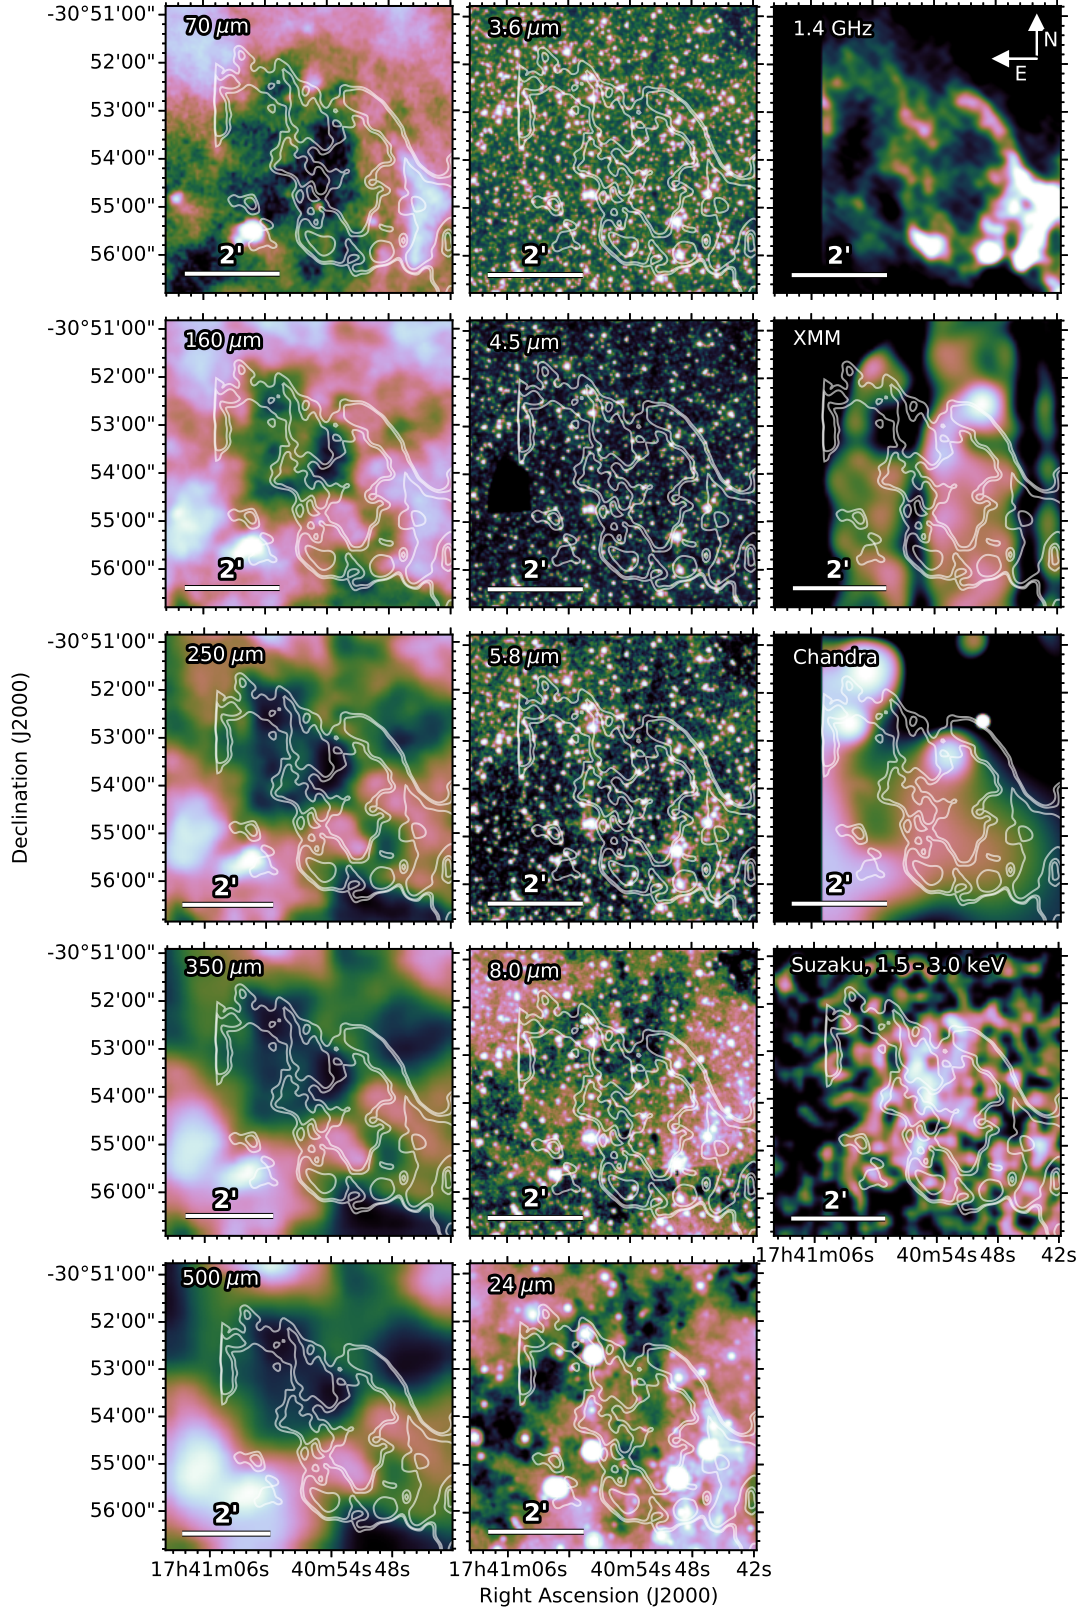 70 μm
3.6 μm
1.4 GHz
N
E
-30°51'00"
52'00"
53'00"
54'00"
55'00"
56'00"
2'
2'
2'
160 μm
4.5 μm
XMM
-30°51'00"
52'00"
53'00"
54'00"
55'00"
56'00"
2'
2'
2'
250 μm
5.8 μm
Chandra
-30°51'00"
52'00"
53'00"
54'00"
55'00"
56'00"
2'
2'
2'
Declination (J2000)
350 μm
8.0 μm
Suzaku, 1.5 - 3.0 keV
-30°51'00"
52'00"
53'00"
54'00"
55'00"
56'00"
2'
2'
2'
17h41m06s 40m54s 48s 42s
500 μm
24 μm
-30°51'00"
52'00"
53'00"
54'00"
55'00"
56'00"
2'
2'
17h41m06s 40m54s 48s
17h41m06s 40m54s 48s 42s
Right Ascension (J2000)